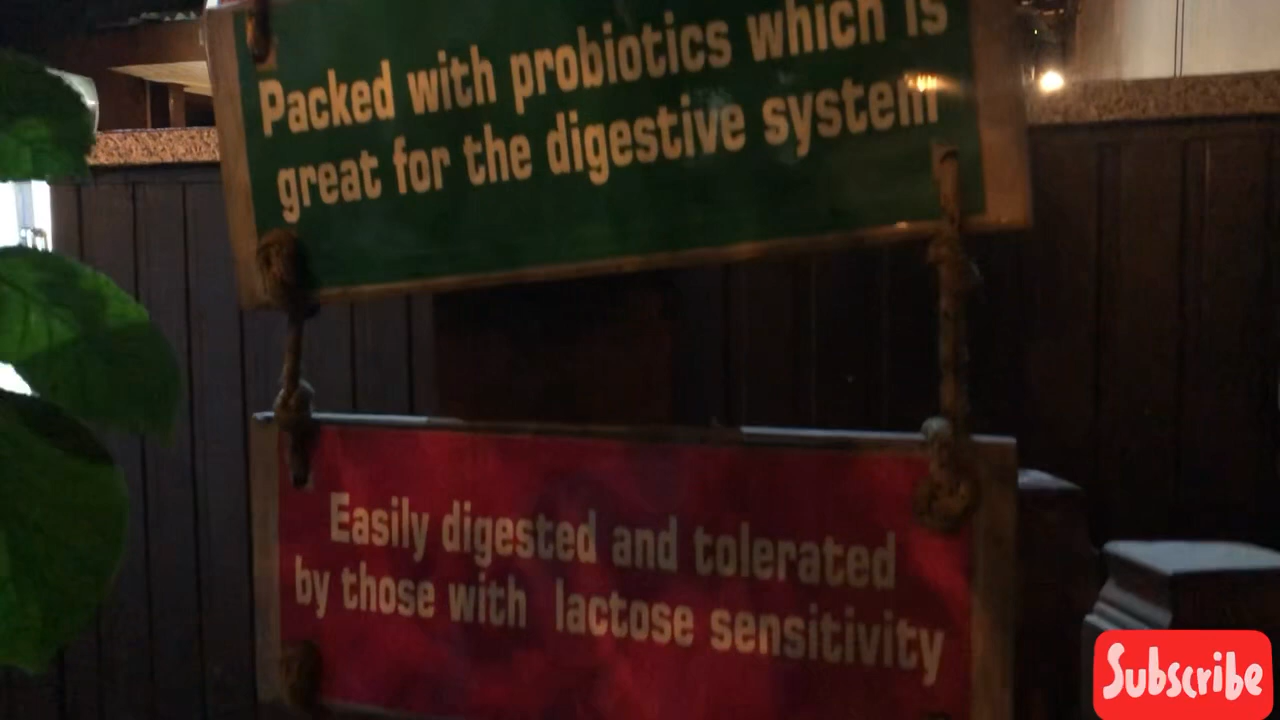 Packed with probiotics which is
great for the digestive system
Easily digested and tolerated
by those with lactose sensitivity
Subscribe